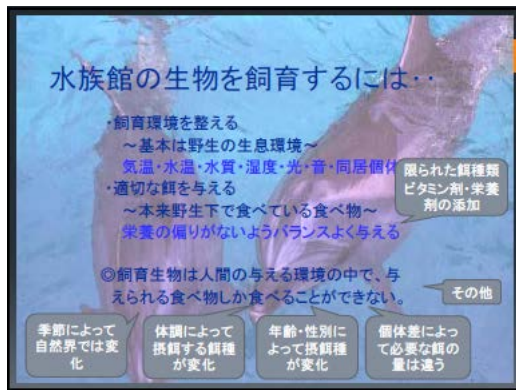 水族館の生物を飼育するには‥
・飼育環境を整える
～基本は野生の生息環境～
気温・水温・水質・湿度・光・音・同居個体
・適切な餌を与える
～本来野生下で食べている食べ物～
栄養の偏りがないようバランスよく与える
限られた餌種類
ビタミン剤・栄養
剤の添加
◎飼育生物は人間の与える環境の中で、与
えられる食べ物しか食べることができない。
その他
季節によって
自然界では変
化
体調によって
摂餌する餌種
が変化
年齢・性別に
よって摂餌種
が変化
個体差によっ
て必要な餌の
量は違う